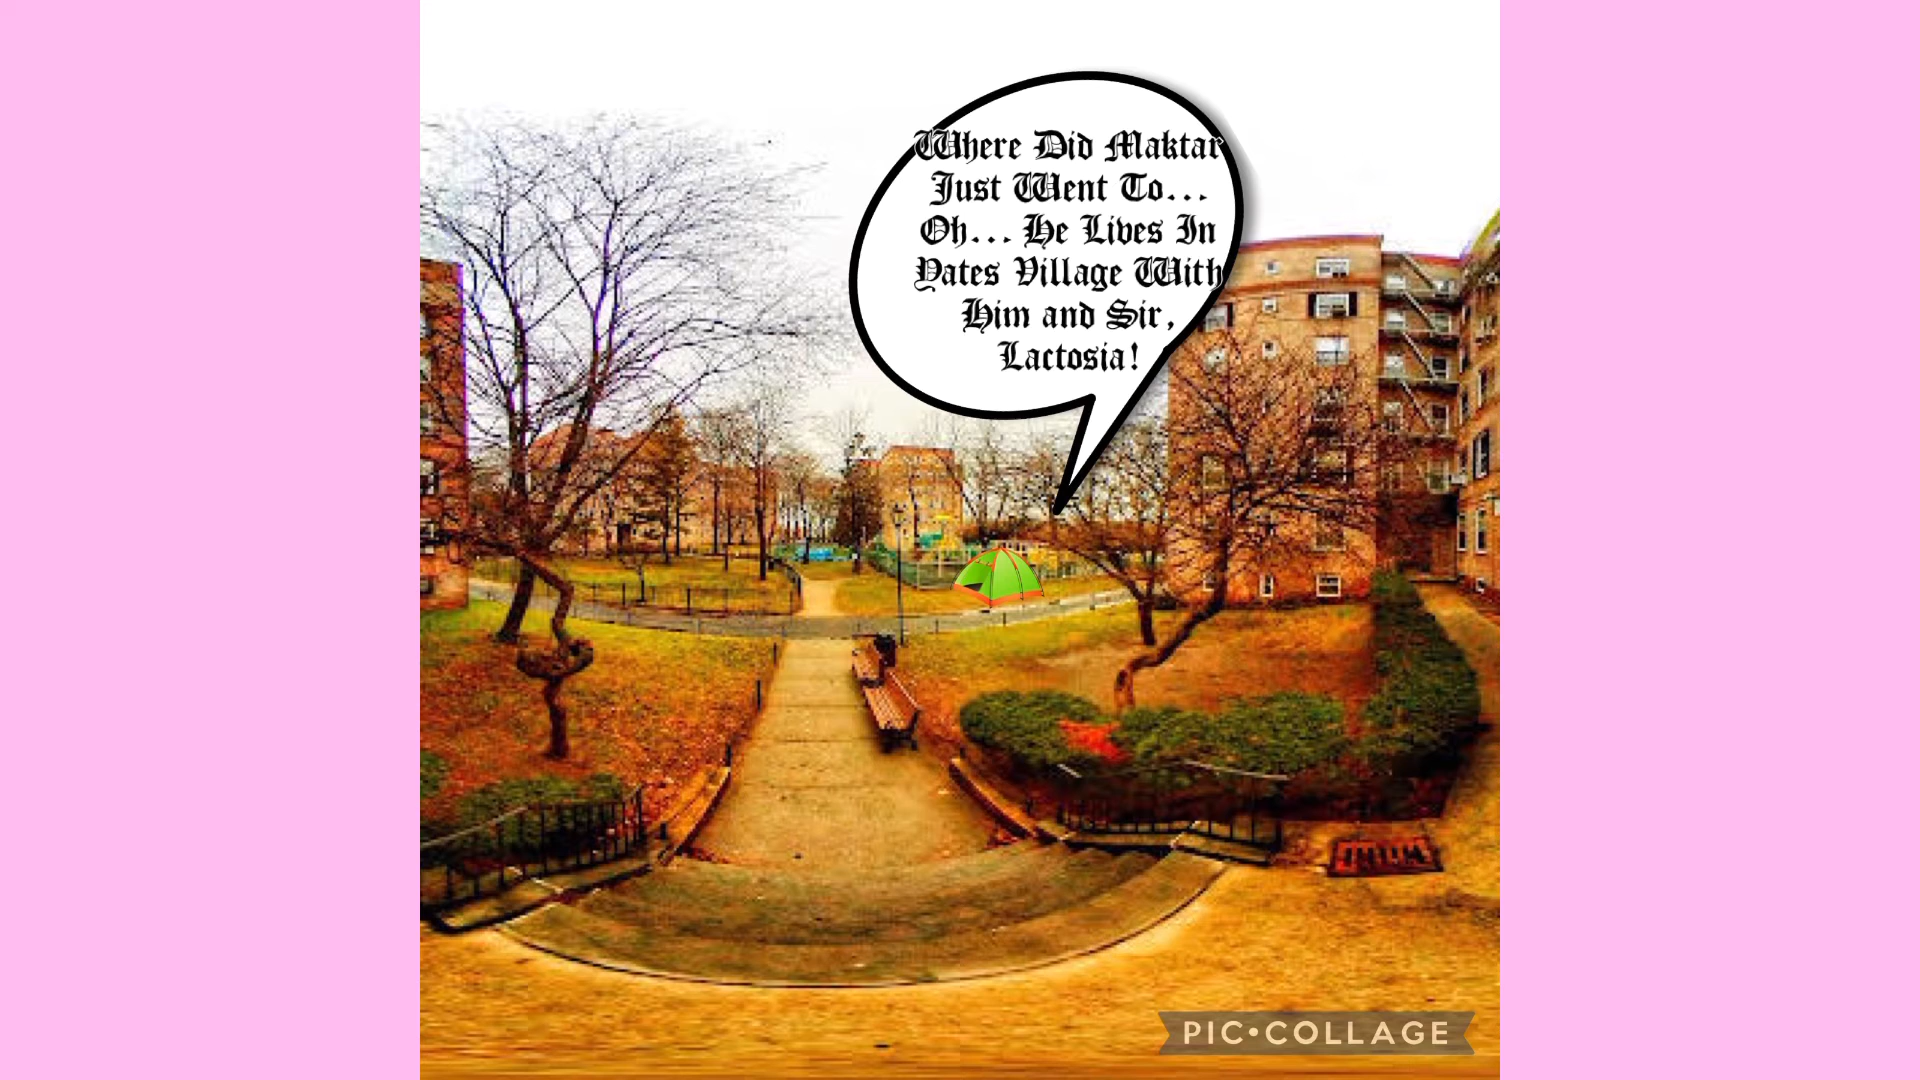 Where Did Maktar
Just Went To...
Oh... He Lives In
Yates Village With
Him and Sir,
Lactosia!
PIC•COLLAGE